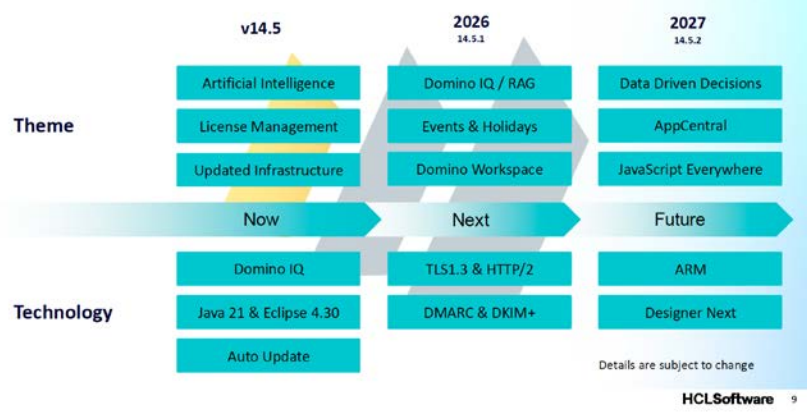 v14.5
2026
14.5.1
2027
14.5.2
Theme
Artificial Intelligence
Domino IQ / RAG
Data Driven Decisions
License Management
Events & Holidays
AppCentral
Updated Infrastructure
Domino Workspace
JavaScript Everywhere
Now
Next
Future
Technology
Domino IQ
TLS1.3 & HTTP/2
ARM
Java 21 & Eclipse 4.30
DMARC & DKIM+
Designer Next
Auto Update
Details are subject to change
HCLSoftware 9